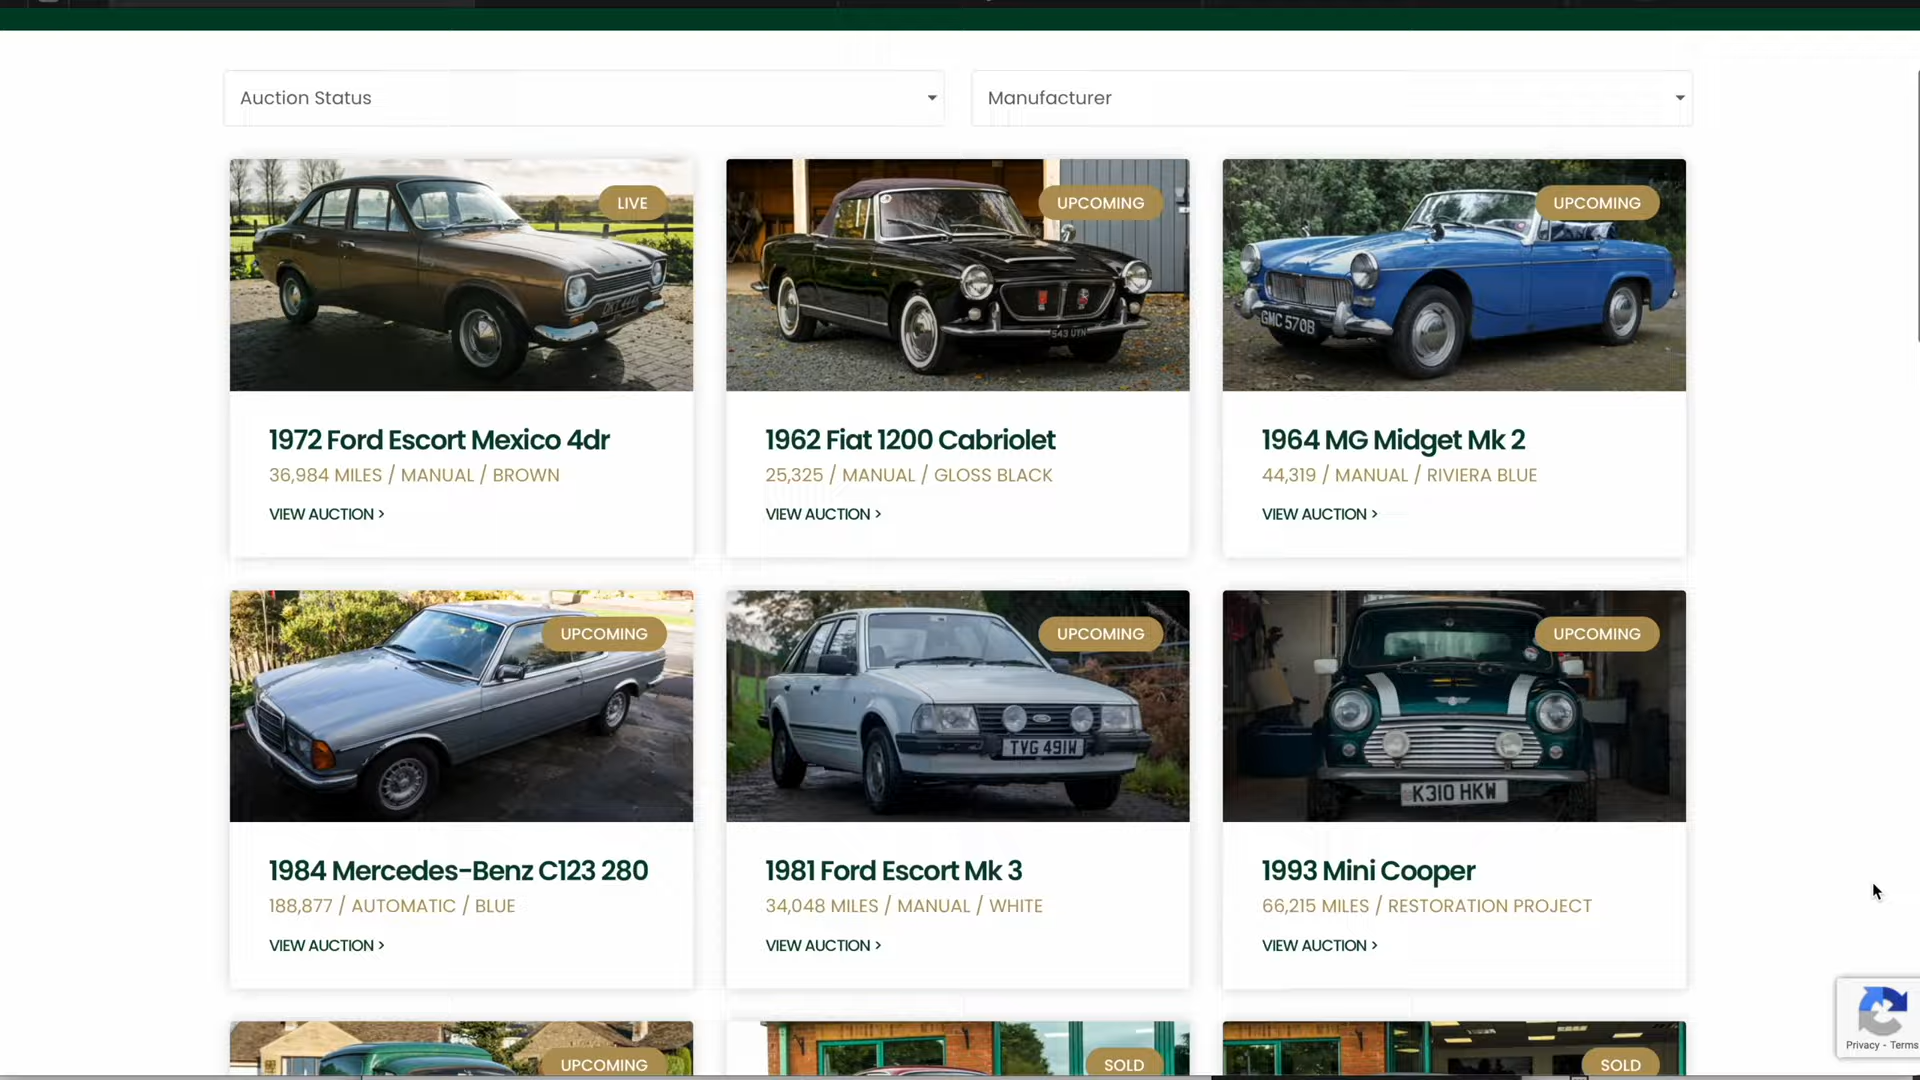 Auction Status
Manufacturer
LIVE
UPCOMING
UPCOMING
543 UYN
GMC 570B
1972 Ford Escort Mexico 4dr
1962 Fiat 1200 Cabriolet
1964 MG Midget Mk 2
36,984 MILES / MANUAL / BROWN
25,325 / MANUAL / GLOSS BLACK
44,319 / MANUAL / RIVIERA BLUE
VIEW AUCTION >
VIEW AUCTION >
VIEW AUCTION >
UPCOMING
UPCOMING
UPCOMING
TVG 491W
K310 HKW
1984 Mercedes-Benz C123 280
1981 Ford Escort Mk 3
1993 Mini Cooper
188,877 / AUTOMATIC / BLUE
34,048 MILES / MANUAL / WHITE
66,215 MILES / RESTORATION PROJECT
VIEW AUCTION >
VIEW AUCTION >
VIEW AUCTION >
UPCOMING
SOLD
SOLD
Privacy - Terms